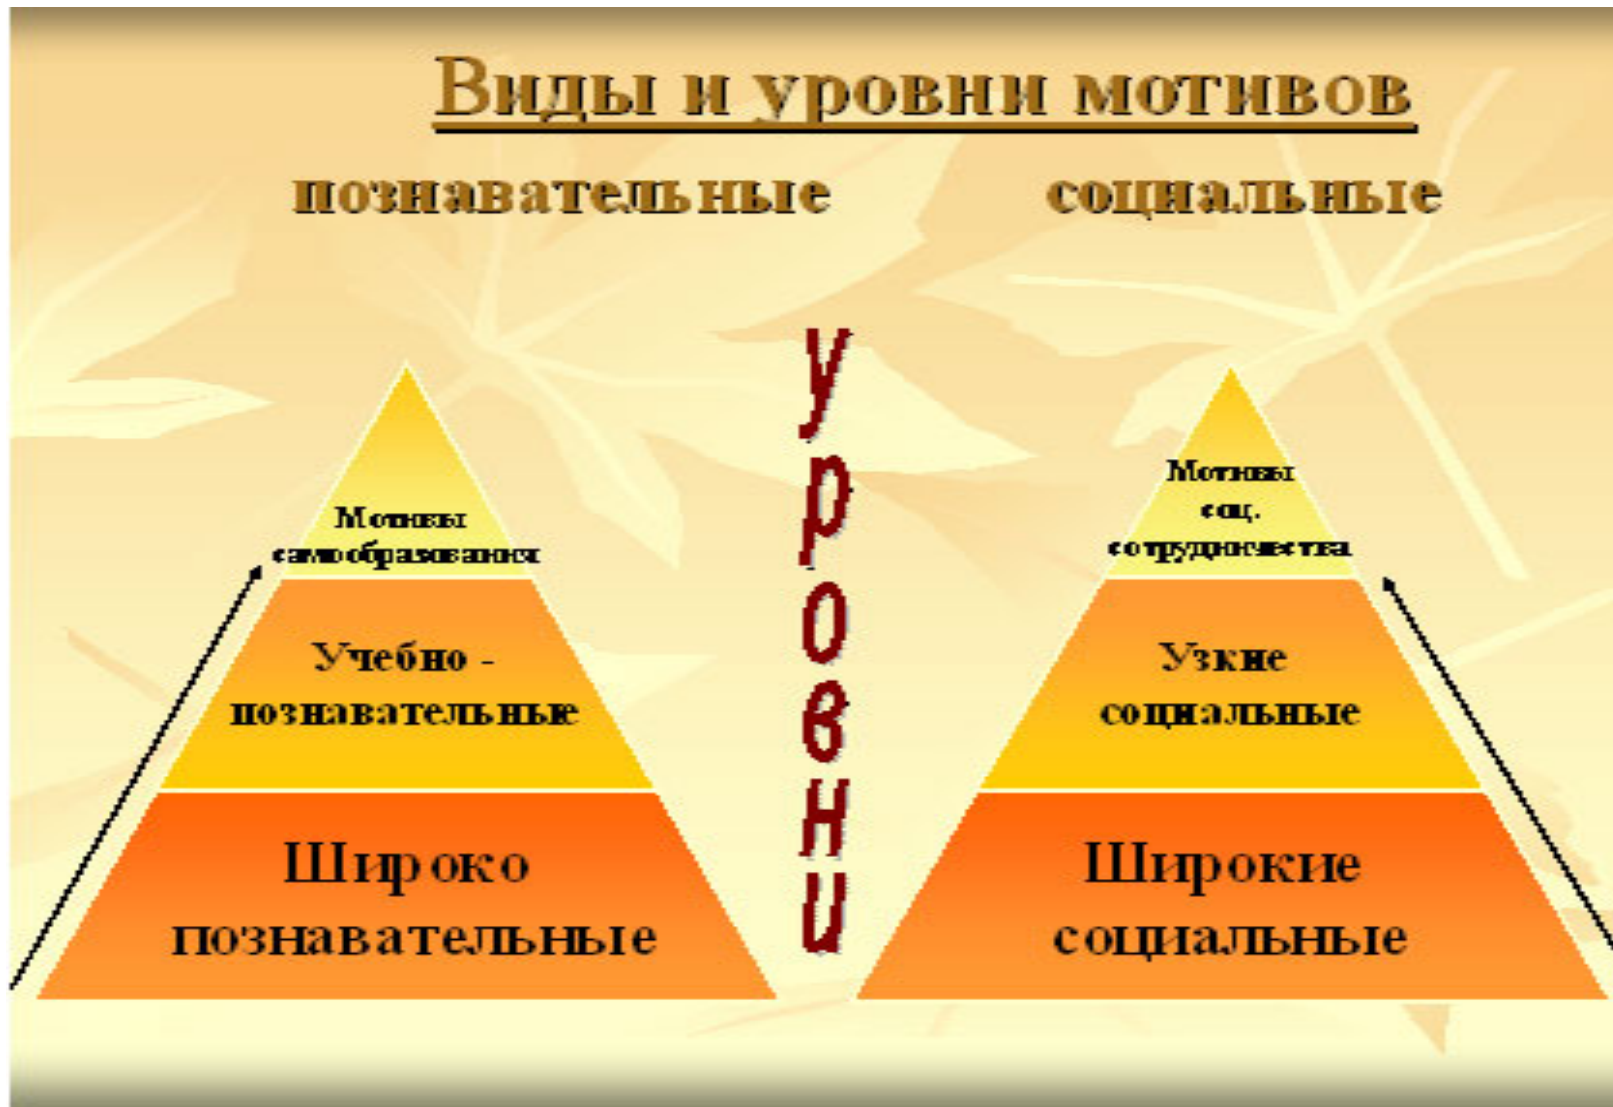 Виды и уровни мотивов
познавательные
социальные
уровни
Мотивы
самообразования
Учебно -
познавательные
Широко
познавательные
Мотивы
соц.
сотрудничества
Узкие
социальные
Широкие
социальные